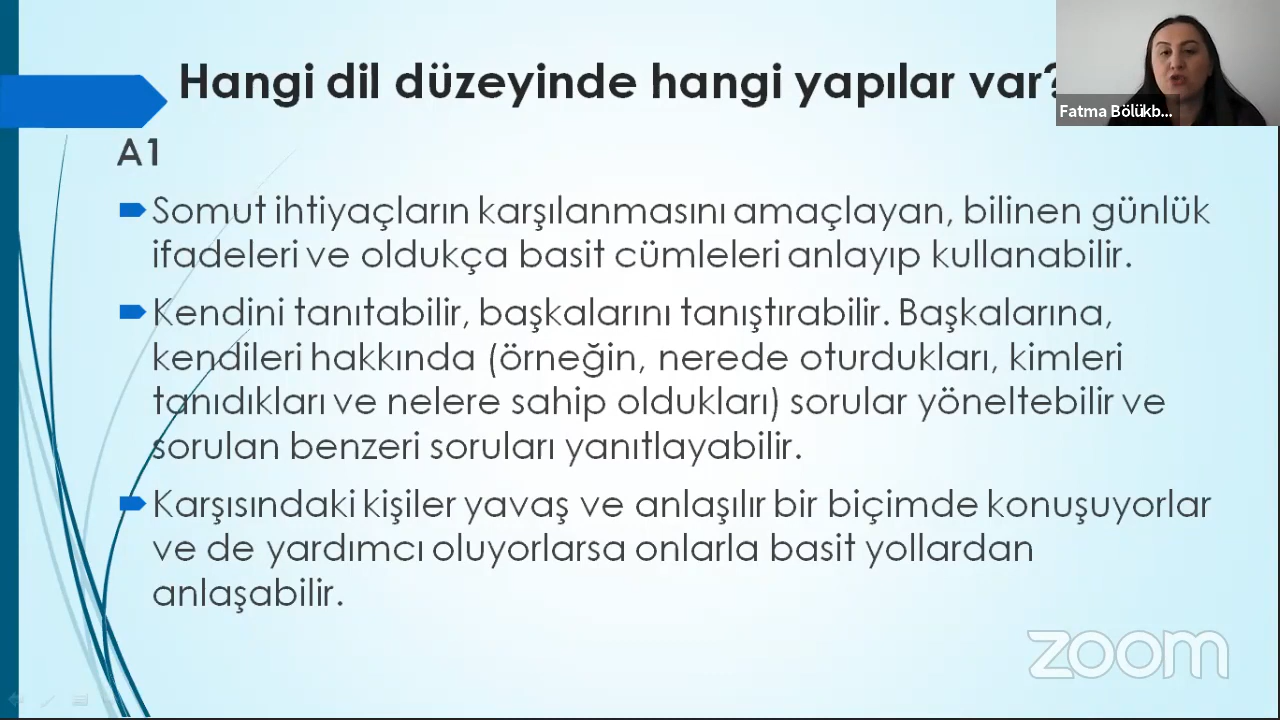 Hangi dil düzeyinde hangi yapılar var?
Fatma Bölükb...
A1
Somut ihtiyaçların karşılanmasını amaçlayan, bilinen günlük
ifadeleri ve oldukça basit cümleleri anlayıp kullanabilir.
Kendini tanıtabilir, başkalarını tanıştırabilir. Başkalarına,
kendileri hakkında (örneğin, nerede oturdukları, kimleri
tanıdıkları ve nelere sahip oldukları) sorular yöneltebilir ve
sorulan benzeri soruları yanıtlayabilir.
Karşısındaki kişiler yavaş ve anlaşılır bir biçimde konuşuyorlar
ve de yardımcı oluyorlarsa onlarla basit yollardan
anlaşabilir.
zoom